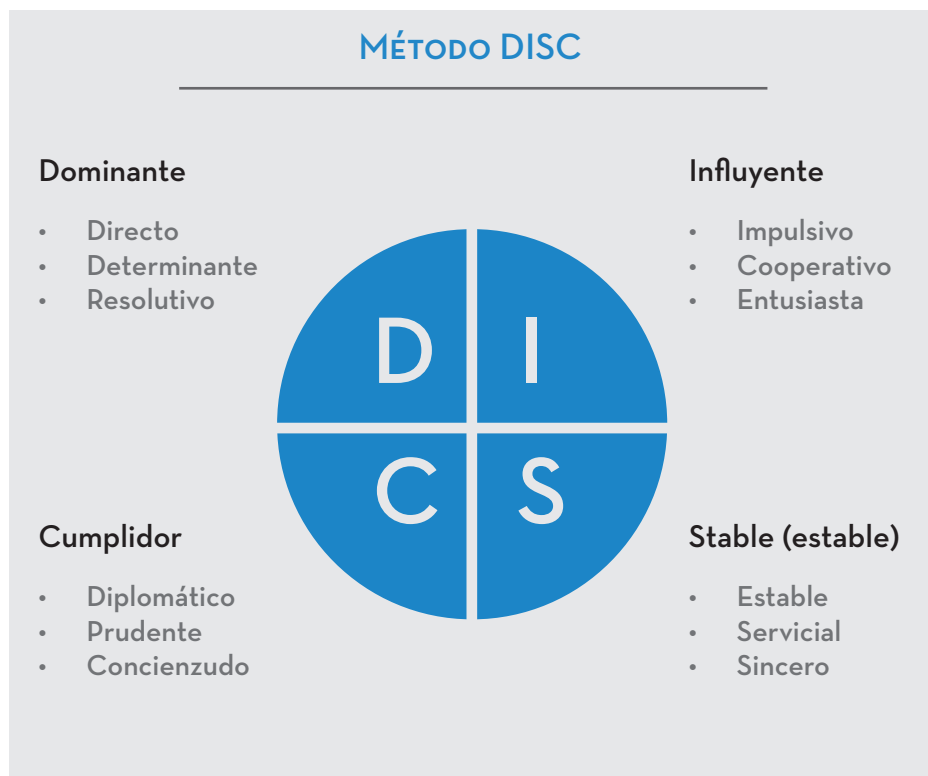 MÉTODO DISC
Dominante
• Directo
• Determinante
• Resolutivo
Influyente
• Impulsivo
• Cooperativo
• Entusiasta
D I
C S
Cumplidor
• Diplomático
• Prudente
• Concienzudo
Stable (estable)
• Estable
• Servicial
• Sincero